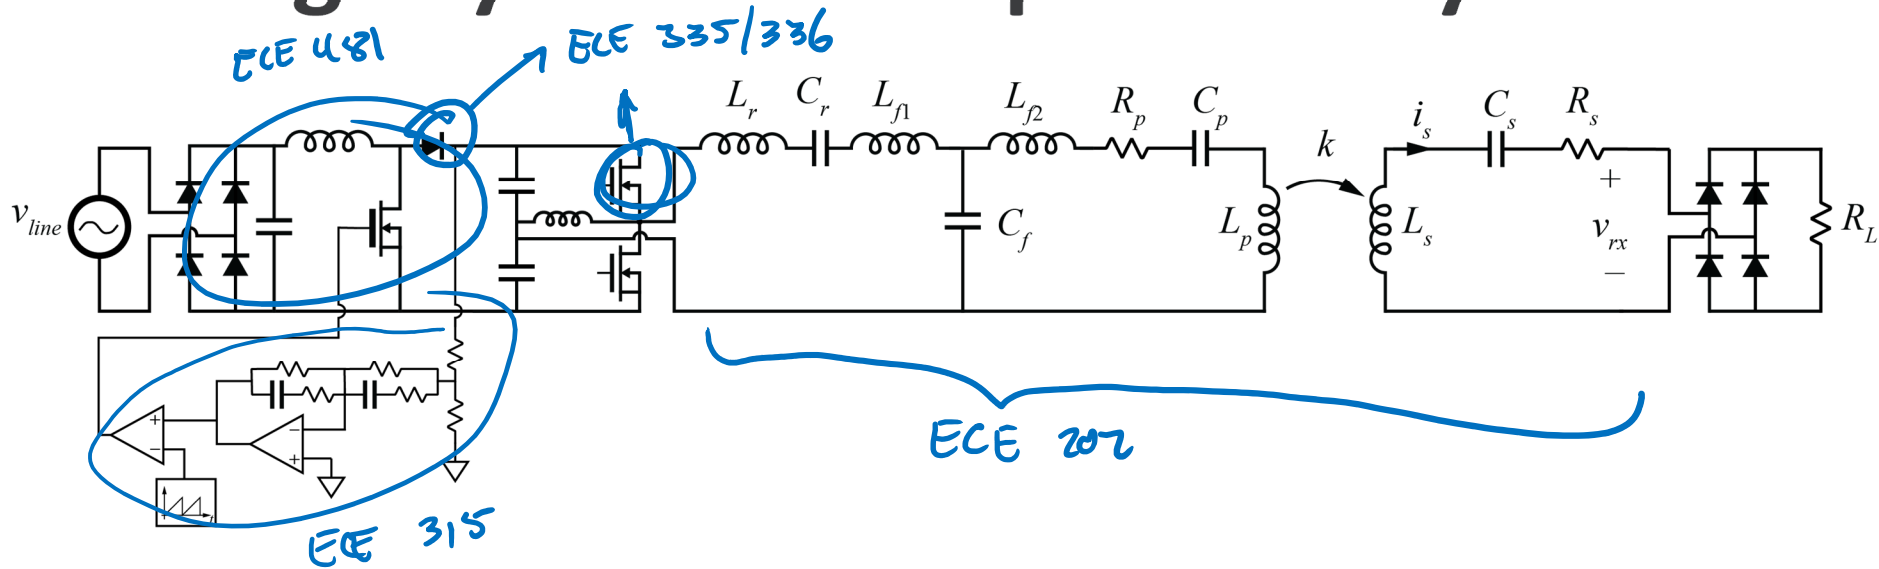 ECE 481
ECE 335/336
L_r C_r L_f1 L_f2 R_p C_p k i_s C_s R_s
v_line
C_f
L_p
L_s
+
v_rx
−
R_L
+
−
−
+
t
ECE 202
ECE 315